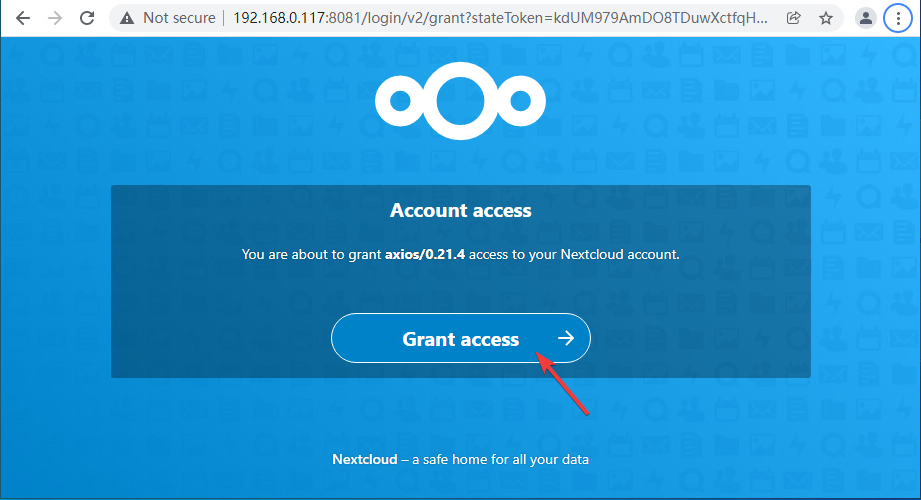 Not secure 192.168.0.117:8081/login/v2/grant?stateToken=kdUM979AmDO8TDuwXctfqH...
Account access
You are about to grant axios/0.21.4 access to your Nextcloud account.
Grant access
Nextcloud – a safe home for all your data